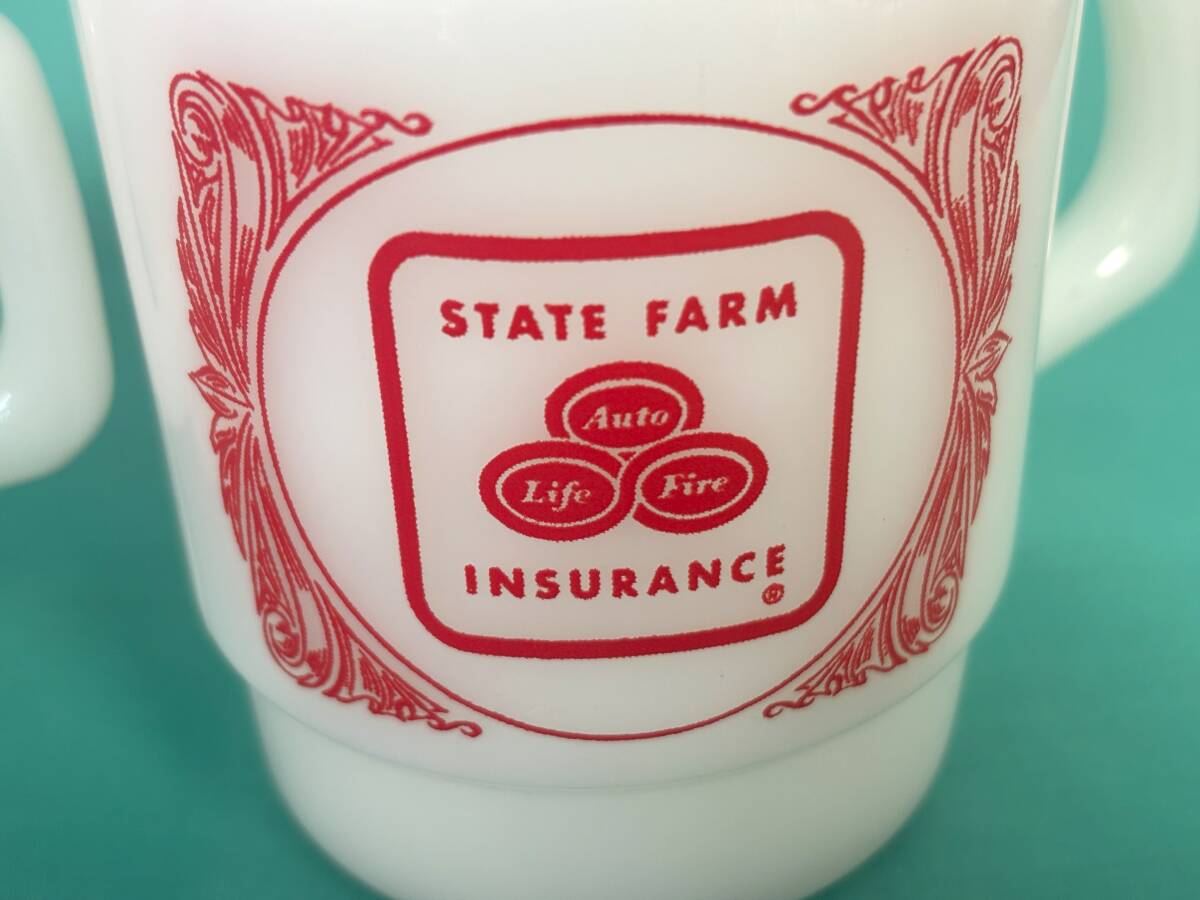 STATE FARM
Auto
Life Fire
INSURANCE
®